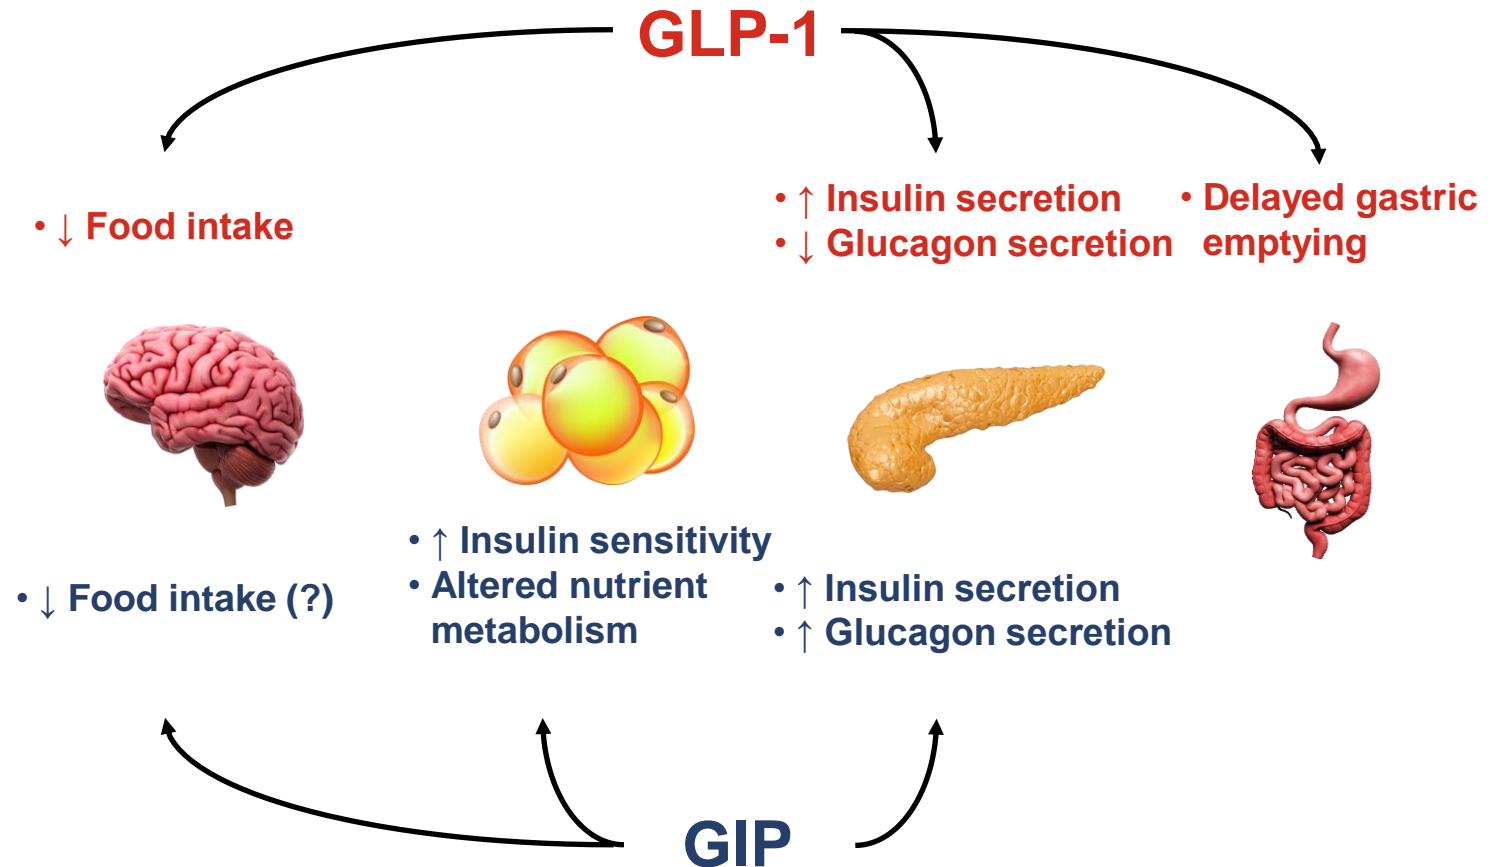 GLP-1
• ↓ Food intake
• ↑ Insulin secretion
• ↓ Glucagon secretion
• Delayed gastric
emptying
• ↓ Food intake (?)
• ↑ Insulin sensitivity
• Altered nutrient
metabolism
• ↑ Insulin secretion
• ↑ Glucagon secretion
GIP